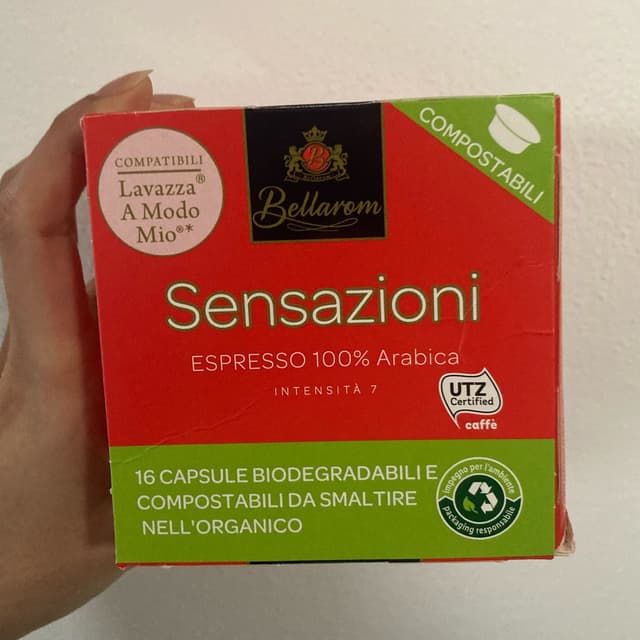 COMPATIBILI
Lavazza®
A Modo
Mio®*
B
Bellarom
COMPOSTABILI
Sensazioni
ESPRESSO 100% Arabica
INTENSITÀ 7
UTZ
Certified
caffè
16 CAPSULE BIODEGRADABILI E
COMPOSTABILI DA SMALTIRE
NELL'ORGANICO
Impegno per l'ambiente
packaging responsabile